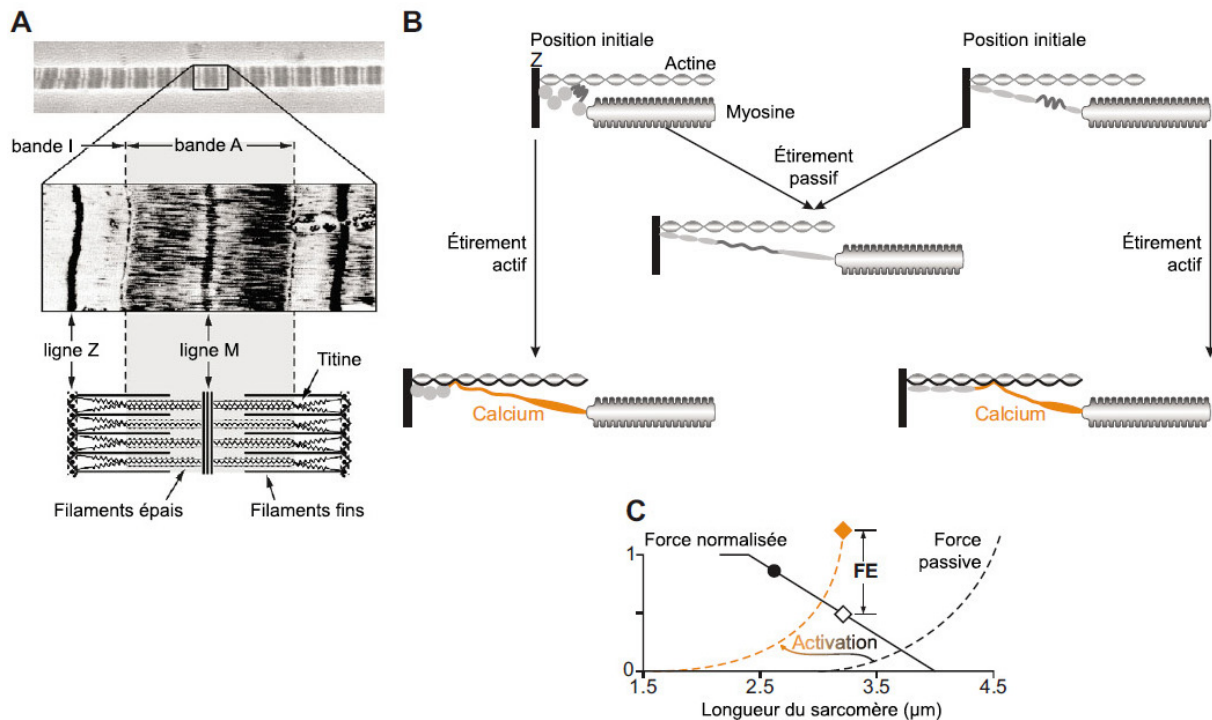 A
bande I
bande A
ligne Z
ligne M
Titine
Filaments épais
Filaments fins
B
Position initiale
Z
Actine
Myosine
Position initiale
Étirement
passif
Étirement
actif
Étirement
actif
Calcium
Calcium
C
Force normalisée
Force
passive
FE
Activation
1
0
1.5
2.5
3.5
4.5
Longueur du sarcomère (µm)